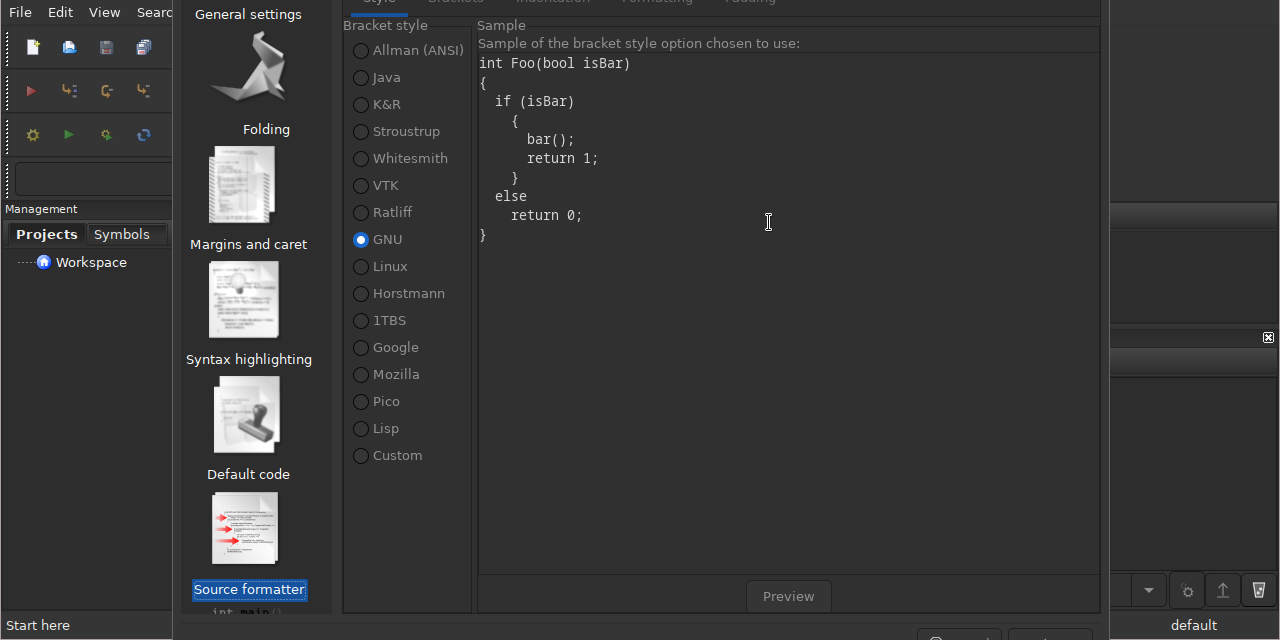 File Edit View
General settings
Folding
Margins and caret
Syntax highlighting
Default code
Source formatter
Management
Projects Symbols
Workspace
Bracket style
Allman (ANSI)
Java
K&R
Stroustrup
Whitesmith
VTK
Ratliff
GNU
Linux
Horstmann
1TBS
Google
Mozilla
Pico
Lisp
Custom
Sample
Sample of the bracket style option chosen to use:
int Foo(bool isBar)
{
if (isBar)
{
bar();
return 1;
}
else
return 0;
}
Preview
Start here
default